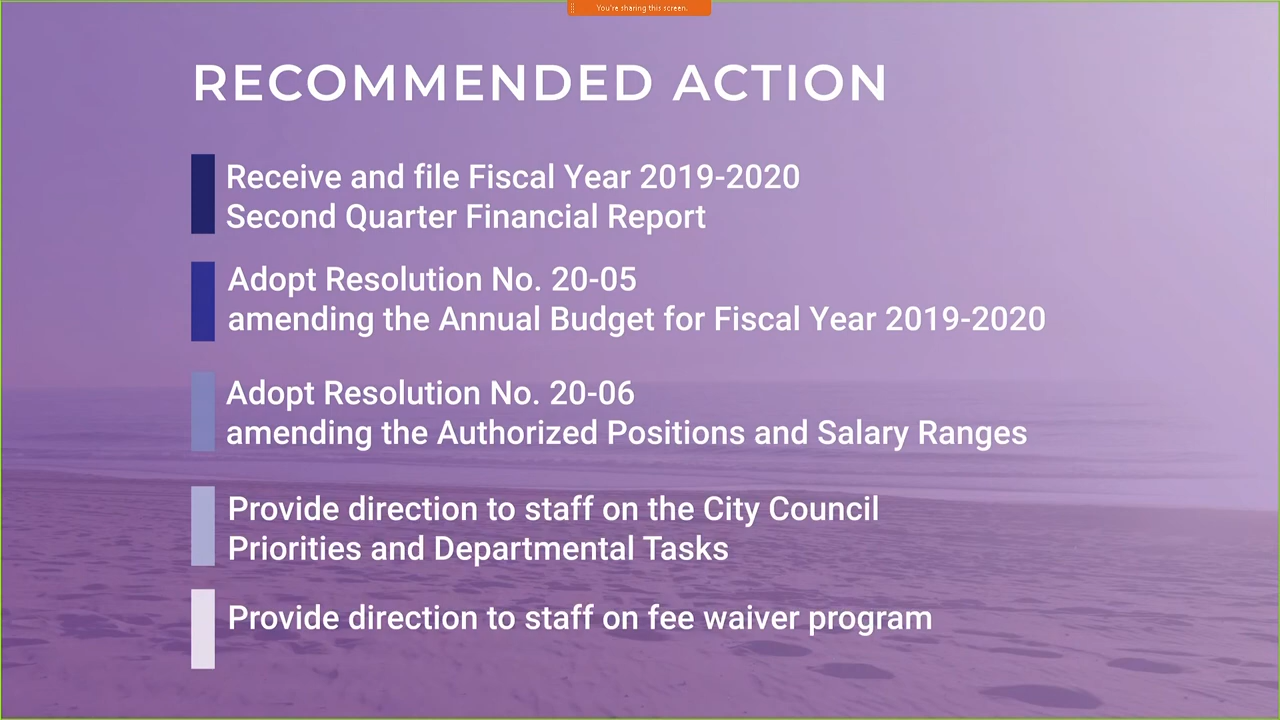 You're sharing this screen.
RECOMMENDED ACTION
Receive and file Fiscal Year 2019-2020
Second Quarter Financial Report
Adopt Resolution No. 20-05
amending the Annual Budget for Fiscal Year 2019-2020
Adopt Resolution No. 20-06
amending the Authorized Positions and Salary Ranges
Provide direction to staff on the City Council
Priorities and Departmental Tasks
Provide direction to staff on fee waiver program